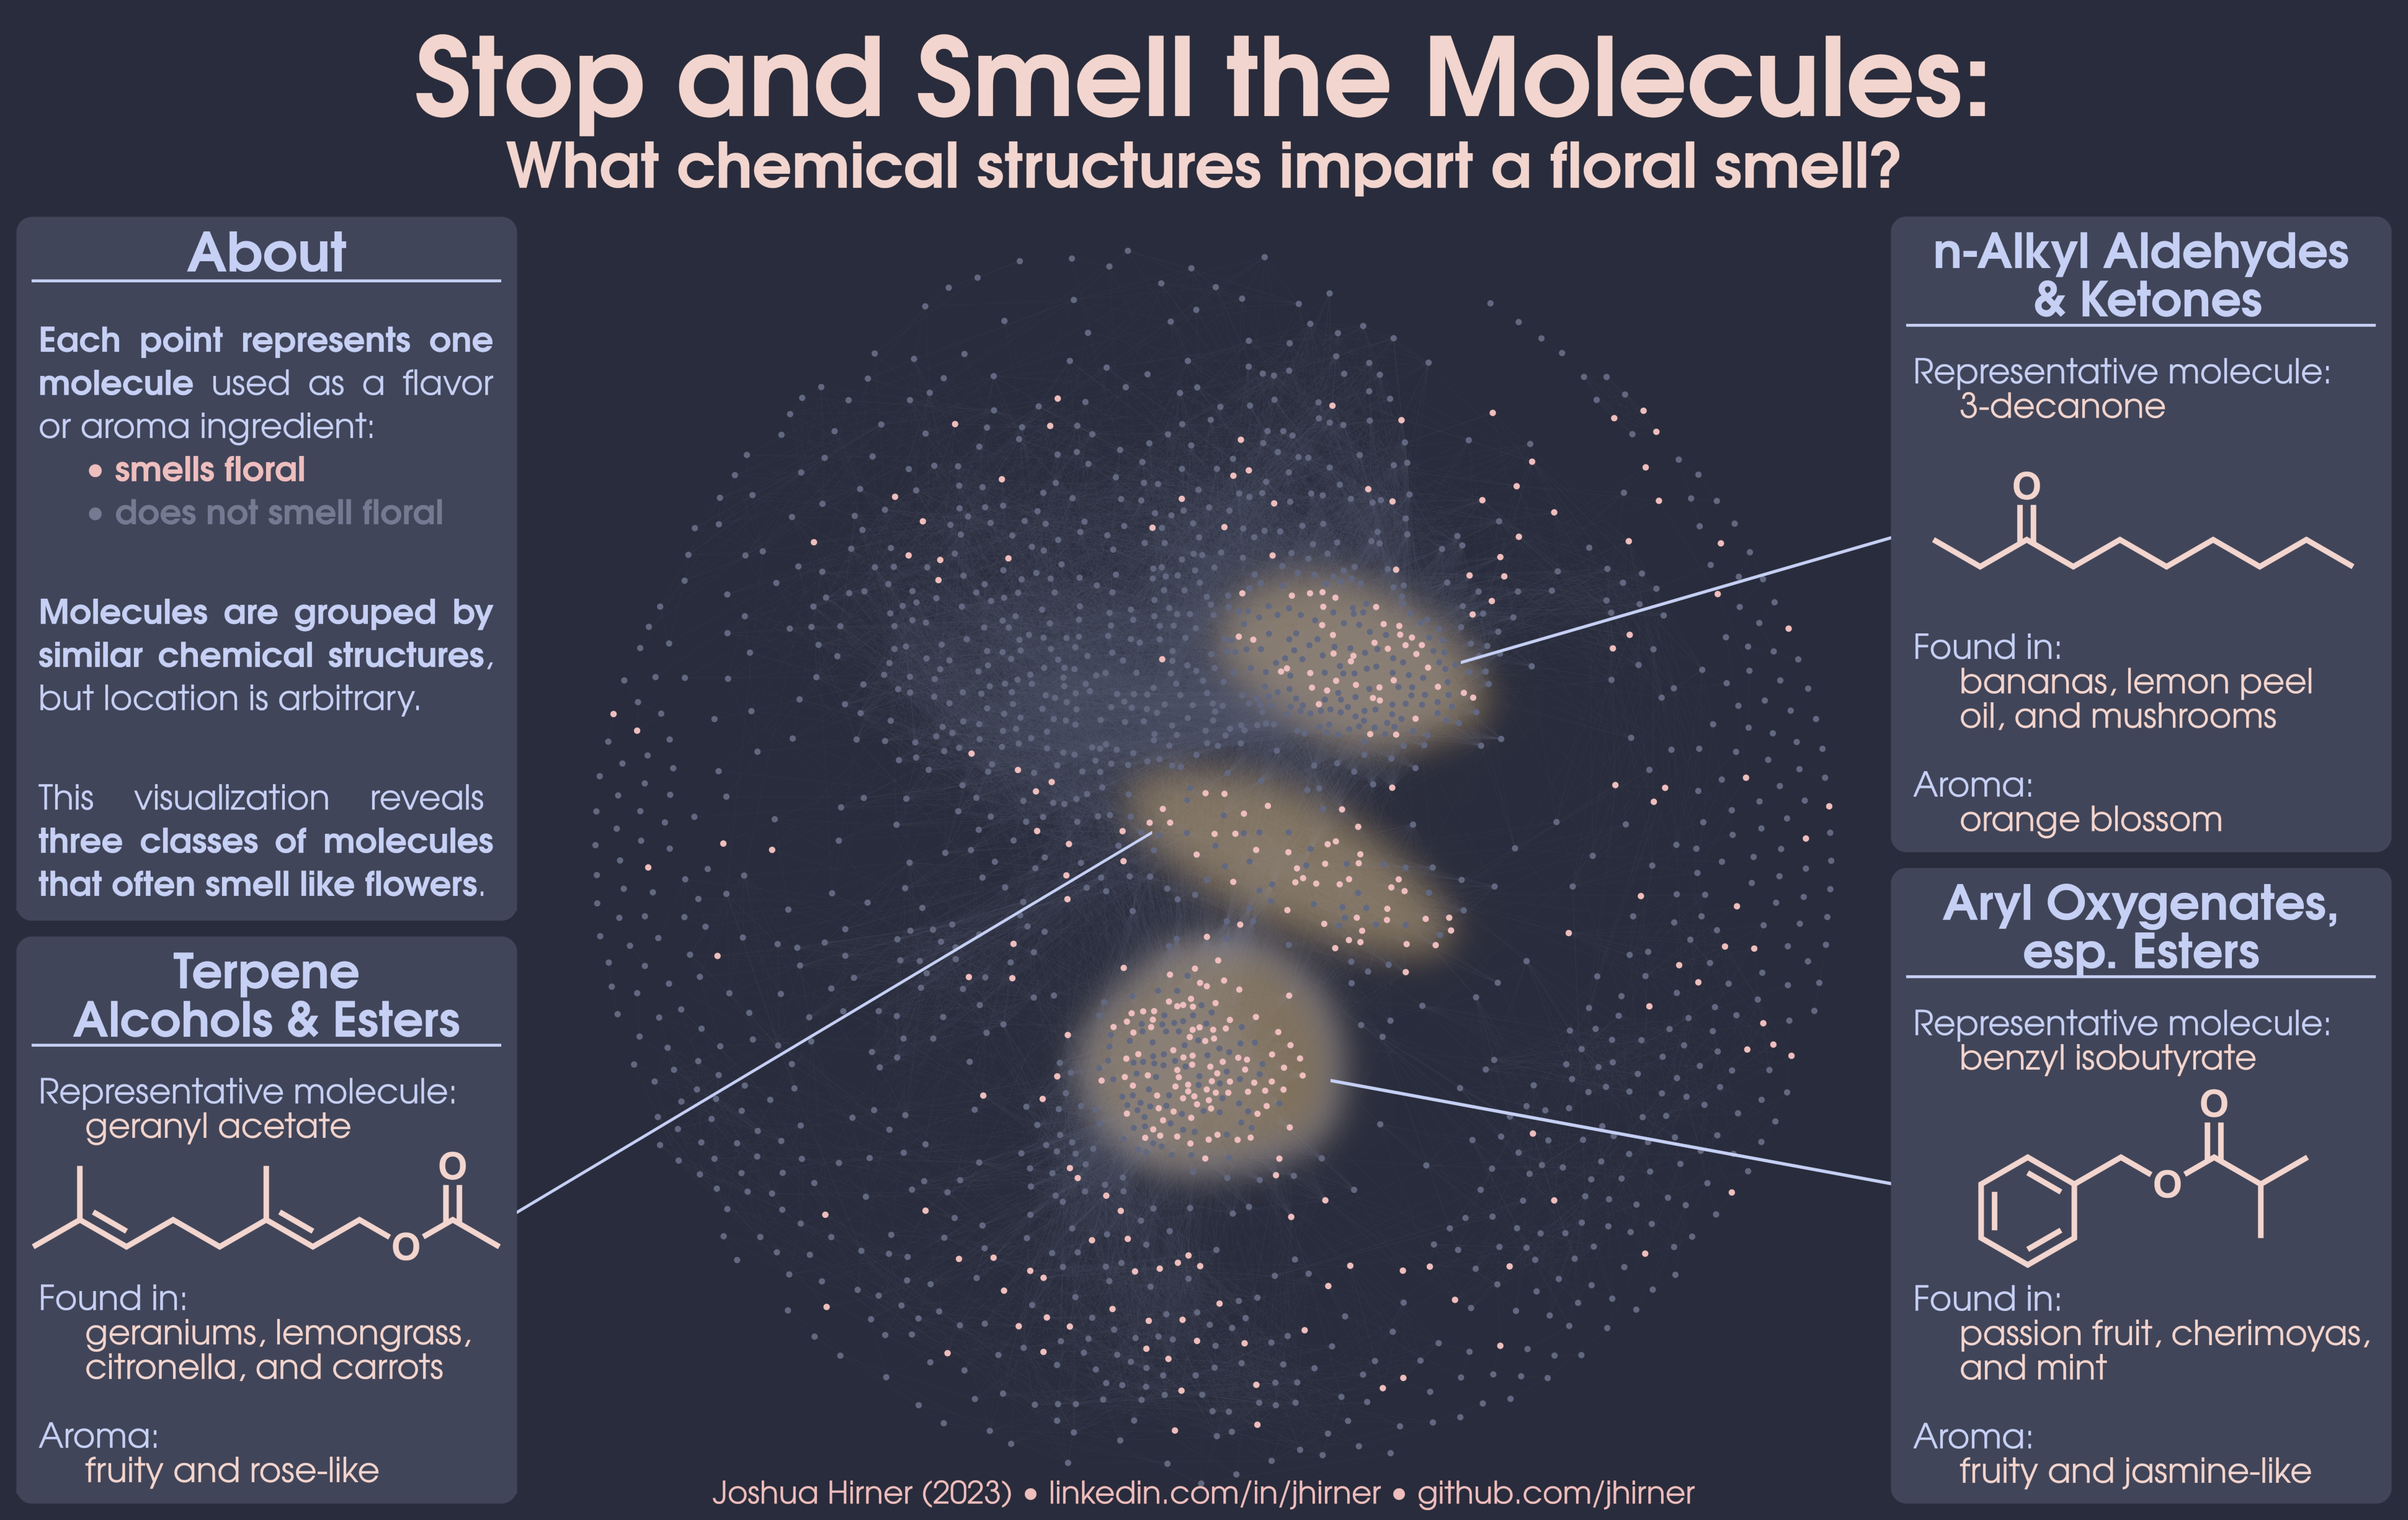 Stop and Smell the Molecules:
What chemical structures impart a floral smell?
About
Each point represents one
molecule used as a flavor
or aroma ingredient:
• smells floral
• does not smell floral
Molecules are grouped by
similar chemical structures,
but location is arbitrary.
This visualization reveals
three classes of molecules
that often smell like flowers.
Terpene
Alcohols & Esters
Representative molecule:
geranyl acetate
O
O
Found in:
geraniums, lemongrass,
citronella, and carrots
Aroma:
fruity and rose-like
n-Alkyl Aldehydes
& Ketones
Representative molecule:
3-decanone
O
Found in:
bananas, lemon peel
oil, and mushrooms
Aroma:
orange blossom
Aryl Oxygenates,
esp. Esters
Representative molecule:
benzyl isobutyrate
O
O
Found in:
passion fruit, cherimoyas,
and mint
Aroma:
fruity and jasmine-like
Joshua Hirner (2023) • linkedin.com/in/jhirner • github.com/jhirner